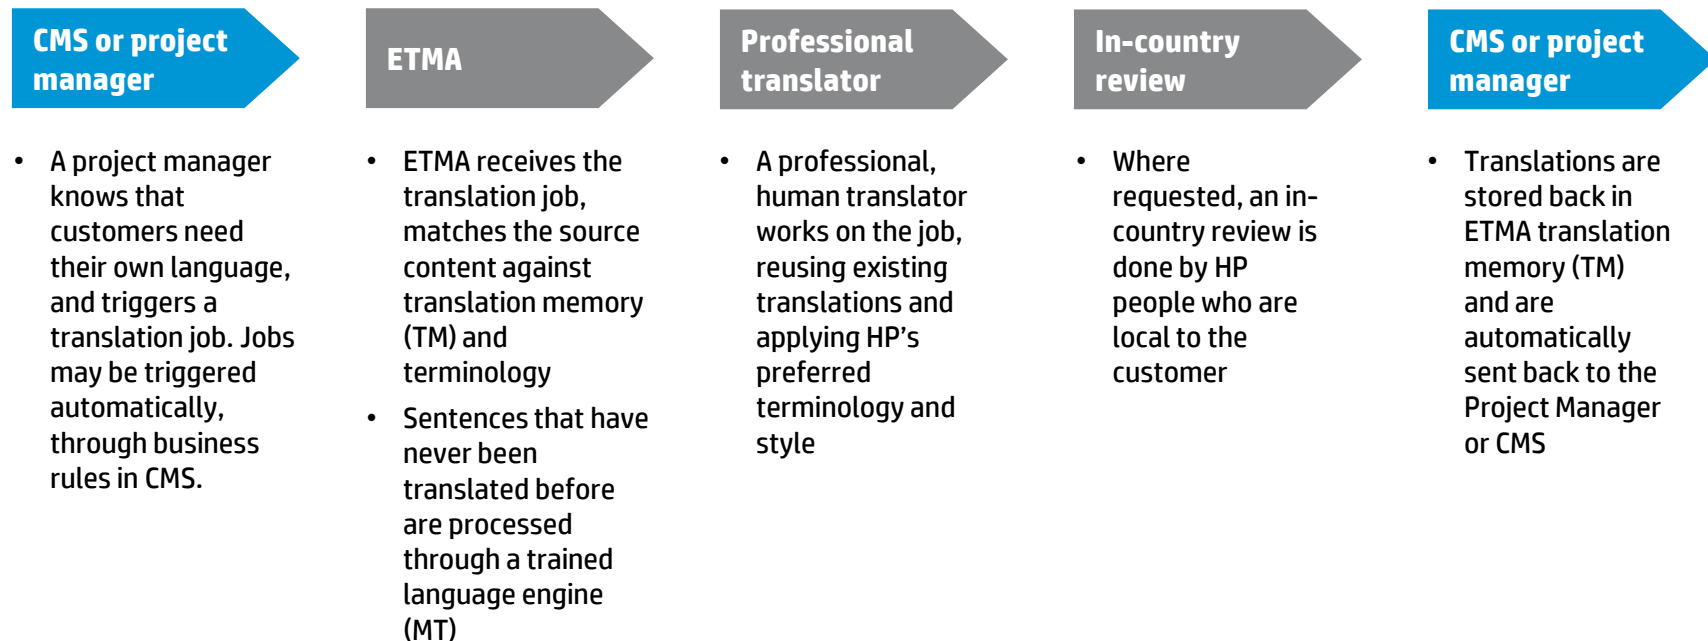 CMS or project
manager
• A project manager
knows that
customers need
their own language,
and triggers a
translation job. Jobs
may be triggered
automatically,
through business
rules in CMS.
ETMA
• ETMA receives the
translation job,
matches the source
content against
translation memory
(TM) and
terminology
• Sentences that have
never been
translated before
are processed
through a trained
language engine
(MT)
Professional
translator
• A professional,
human translator
works on the job,
reusing existing
translations and
applying HP’s
preferred
terminology and
style
In-country
review
• Where
requested, an in-
country review is
done by HP
people who are
local to the
customer
CMS or project
manager
• Translations are
stored back in
ETMA translation
memory (TM)
and are
automatically
sent back to the
Project Manager
or CMS